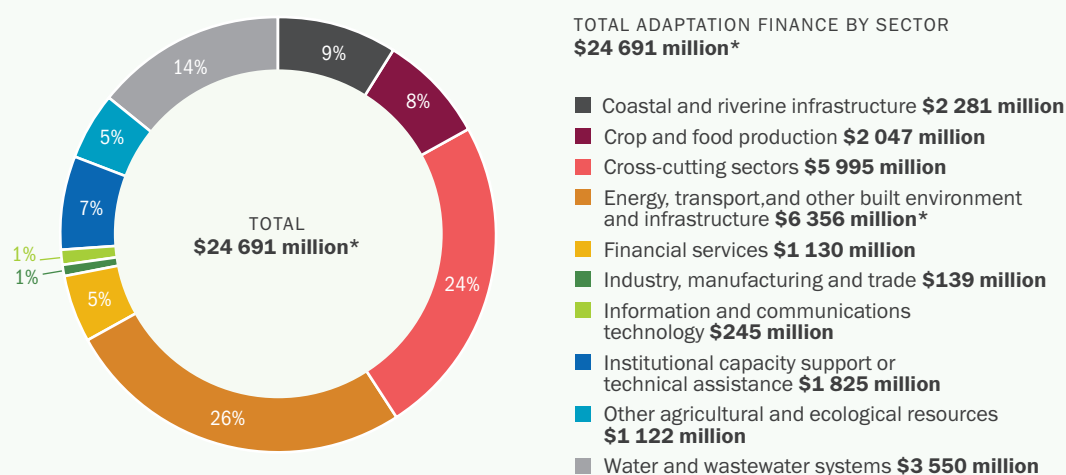 9%
8%
24%
26%
5%
1%
1%
7%
5%
14%
TOTAL
$24 691 million*
TOTAL ADAPTATION FINANCE BY SECTOR
$24 691 million*
Coastal and riverine infrastructure $2 281 million
Crop and food production $2 047 million
Cross-cutting sectors $5 995 million
Energy, transport,and other built environment
and infrastructure $6 356 million*
Financial services $1 130 million
Industry, manufacturing and trade $139 million
Information and communications
technology $245 million
Institutional capacity support or
technical assistance $1 825 million
Other agricultural and ecological resources
$1 122 million
Water and wastewater systems $3 550 million